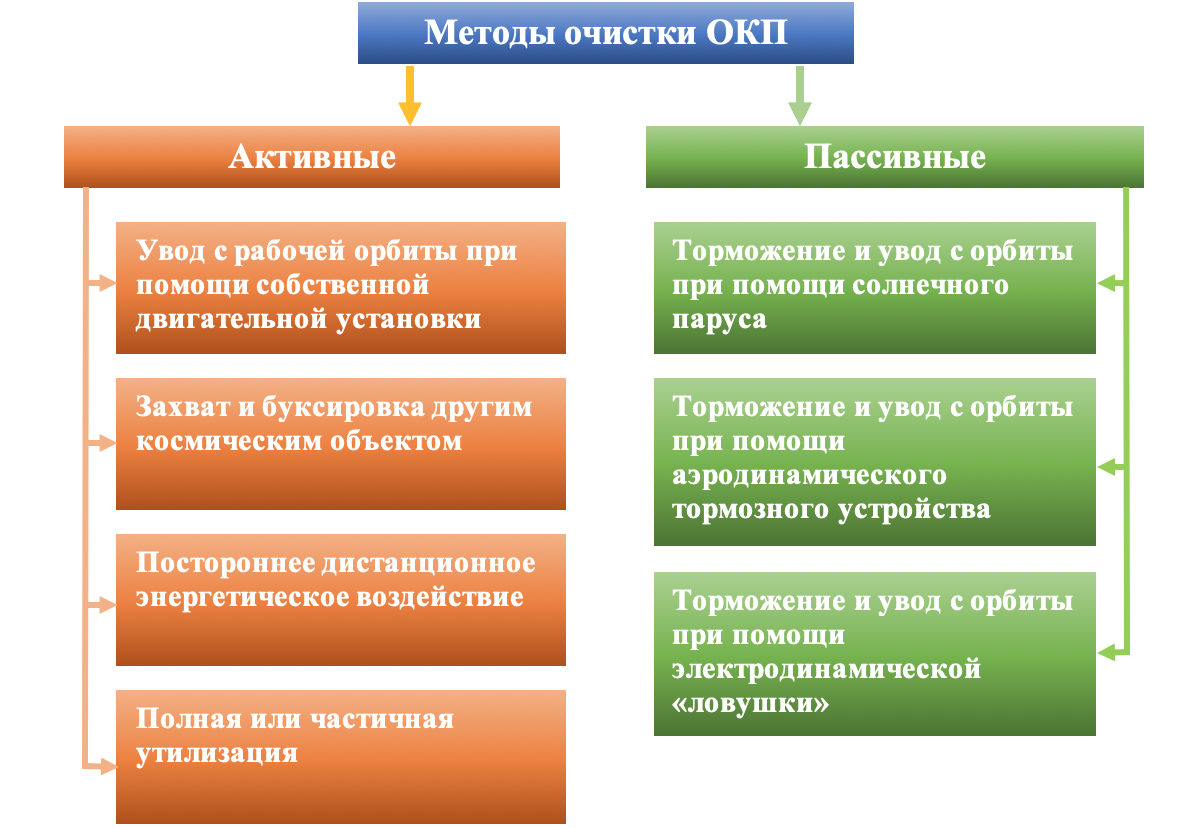 Методы очистки ОКП
Активные
Увод с рабочей орбиты при
помощи собственной
двигательной установки
Захват и буксировка другим
космическим объектом
Постороннее дистанционное
энергетическое воздействие
Полная или частичная
утилизация
Пассивные
Торможение и увод с орбиты
при помощи солнечного
паруса
Торможение и увод с орбиты
при помощи
аэродинамического
тормозного устройства
Торможение и увод с орбиты
при помощи
электродинамической
«ловушки»